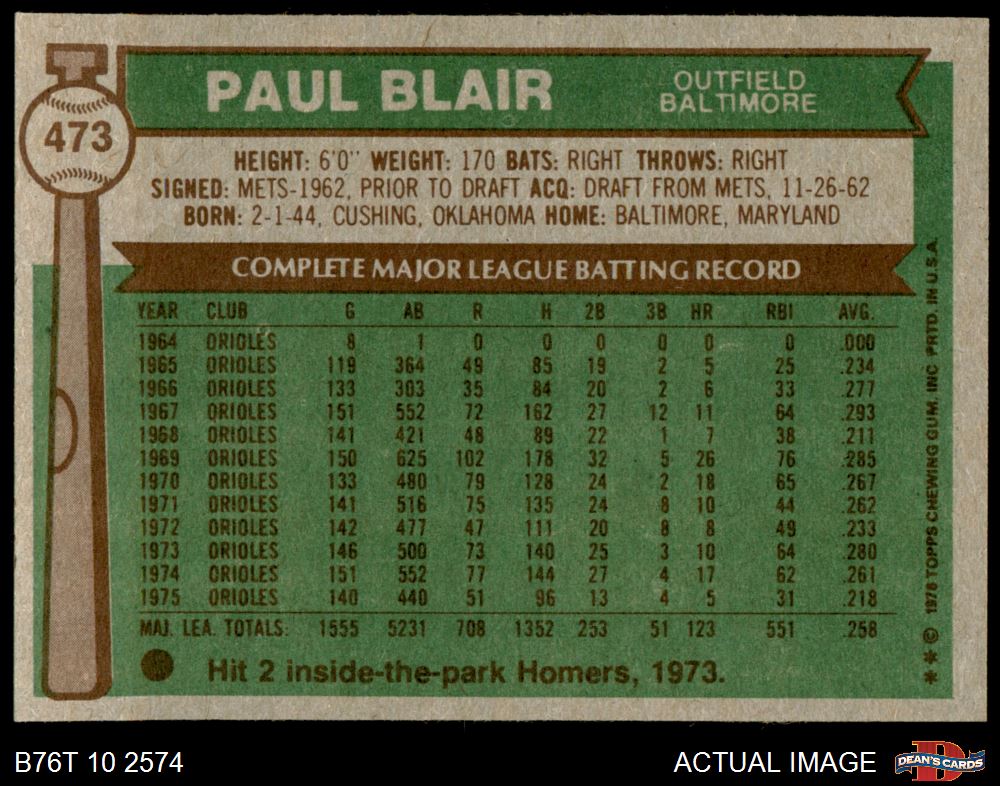 473
PAUL BLAIR
OUTFIELD
BALTIMORE
HEIGHT: 6'0" WEIGHT: 170 BATS: RIGHT THROWS: RIGHT
SIGNED: METS-1962, PRIOR TO DRAFT ACQ: DRAFT FROM METS, 11-26-62
BORN: 2-1-44, CUSHING, OKLAHOMA HOME: BALTIMORE, MARYLAND
COMPLETE MAJOR LEAGUE BATTING RECORD
YEAR CLUB G AB R H 2B 3B HR RBI AVG.
1964 ORIOLES 8 1 0 0 0 0 0 0 .000
1965 ORIOLES 119 364 49 85 19 2 5 25 .234
1966 ORIOLES 133 303 35 84 20 2 6 33 .277
1967 ORIOLES 151 552 72 162 27 12 11 64 .293
1968 ORIOLES 141 421 48 89 22 1 7 38 .211
1969 ORIOLES 150 625 102 178 32 5 26 76 .285
1970 ORIOLES 133 480 79 128 24 2 18 65 .267
1971 ORIOLES 141 516 75 135 24 8 10 44 .262
1972 ORIOLES 142 477 47 111 20 8 8 49 .233
1973 ORIOLES 146 500 73 140 25 3 10 64 .280
1974 ORIOLES 151 552 77 144 27 4 17 62 .261
1975 ORIOLES 140 440 51 96 13 4 5 31 .218
MAJ. LEA. TOTALS: 1555 5231 708 1352 253 51 123 551 .258
Hit 2 inside-the-park Homers, 1973.
* * © 1976 TOPPS CHEWING GUM, INC PRTD. IN U.S.A.
B76T 10 2574
ACTUAL IMAGE
D
DEAN'S CARDS